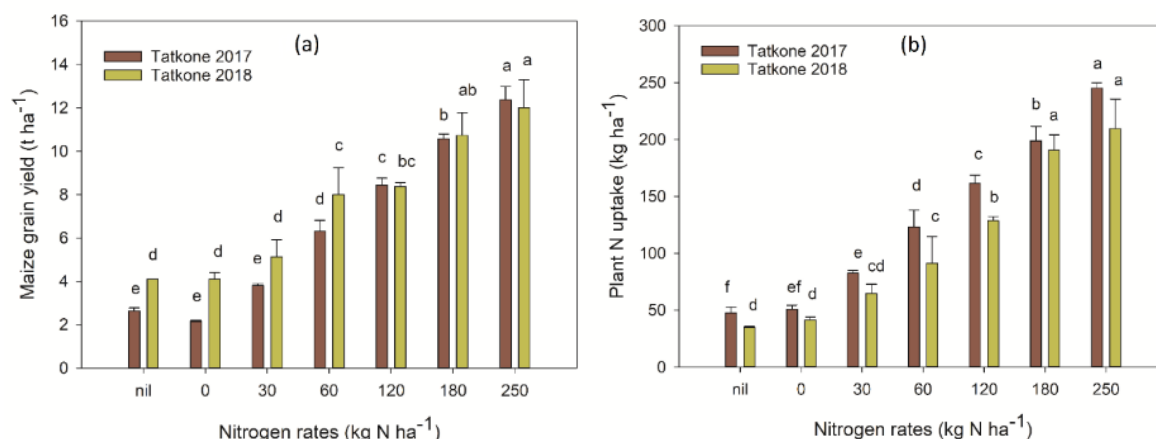 (a)
Tatkone 2017
Tatkone 2018
Maize grain yield (t ha⁻¹)
16
14
12
10
8
6
4
2
0
e d
e d
e d
d c
c bc
b ab
a a
nil 0 30 60 120 180 250
Nitrogen rates (kg N ha⁻¹)
(b)
Tatkone 2017
Tatkone 2018
Plant N uptake (kg ha⁻¹)
300
250
200
150
100
50
0
f d
ef d
e cd
d c
c b
b a
a a
nil 0 30 60 120 180 250
Nitrogen rates (kg N ha⁻¹)